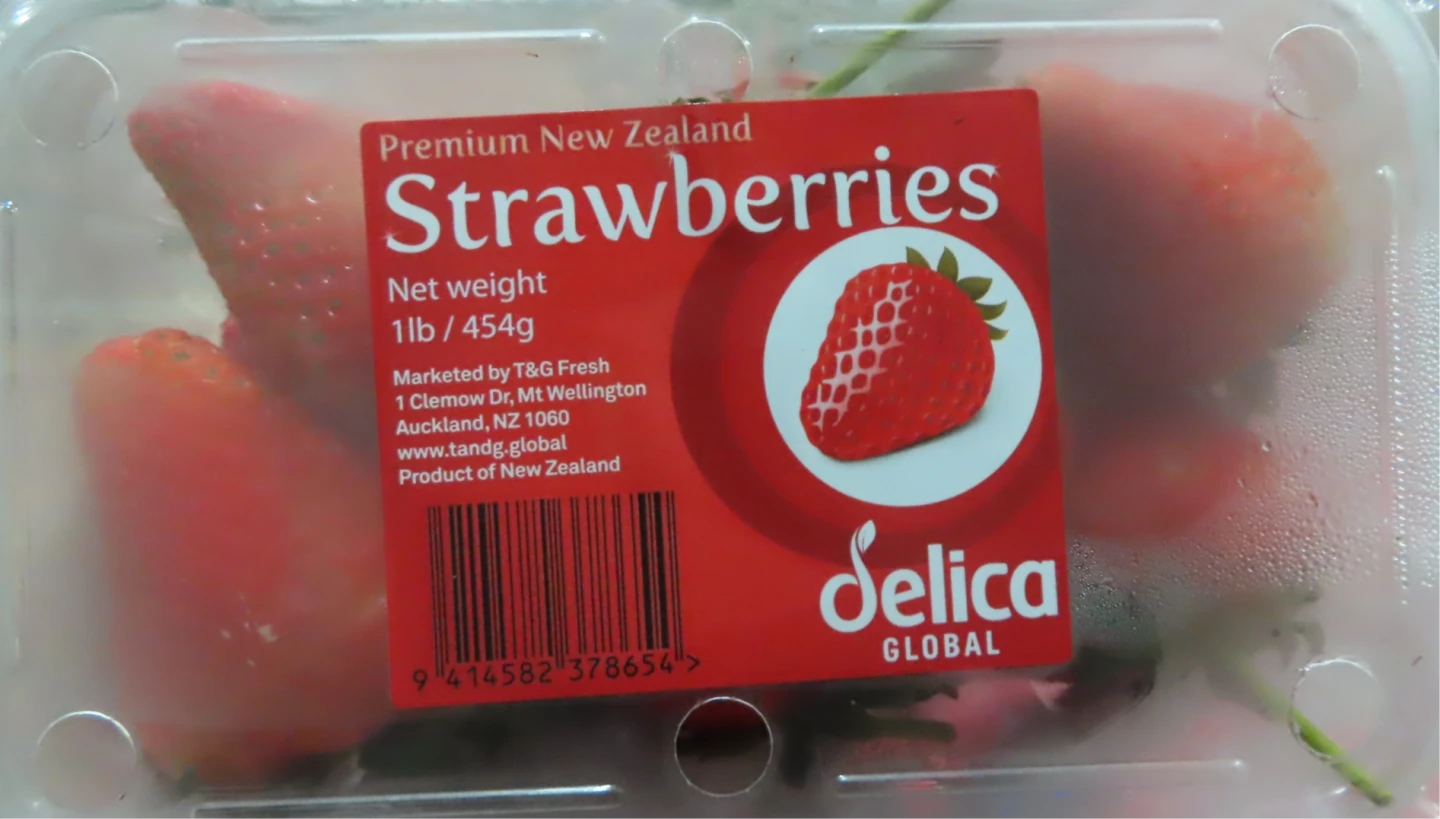 Premium New Zealand
Strawberries
Net weight
1lb / 454g
Marketed by T&G Fresh
1 Clemow Dr, Mt Wellington
Auckland, NZ 1060
www.tandg.global
Product of New Zealand
9 414582 378654 >
delica
GLOBAL